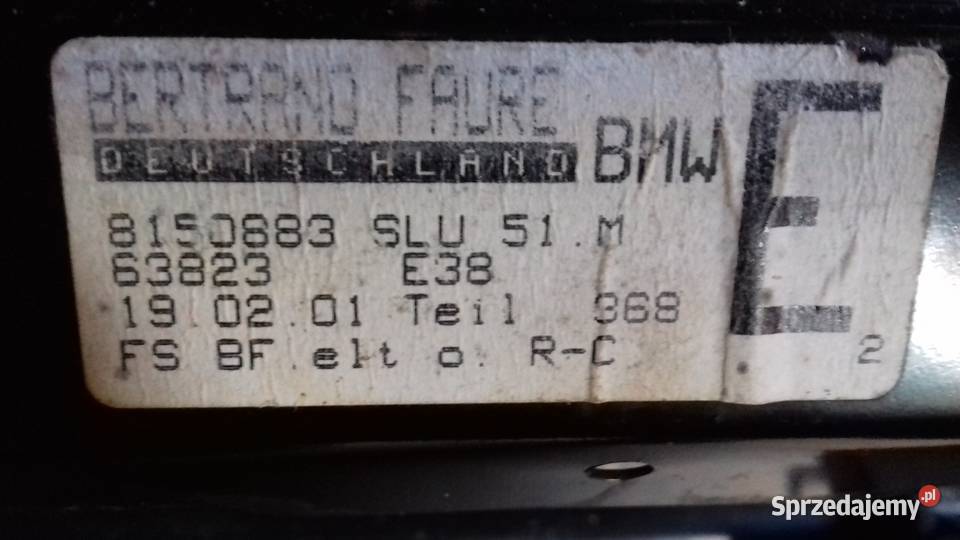 BERTRAND FAURE
DEUTSCHLAND BMW E
8150683 SLU 51.M
63823 E38
19.02.01 Teil 368
FS BF.elt o. R-C 2
Sprzedajemy.pl